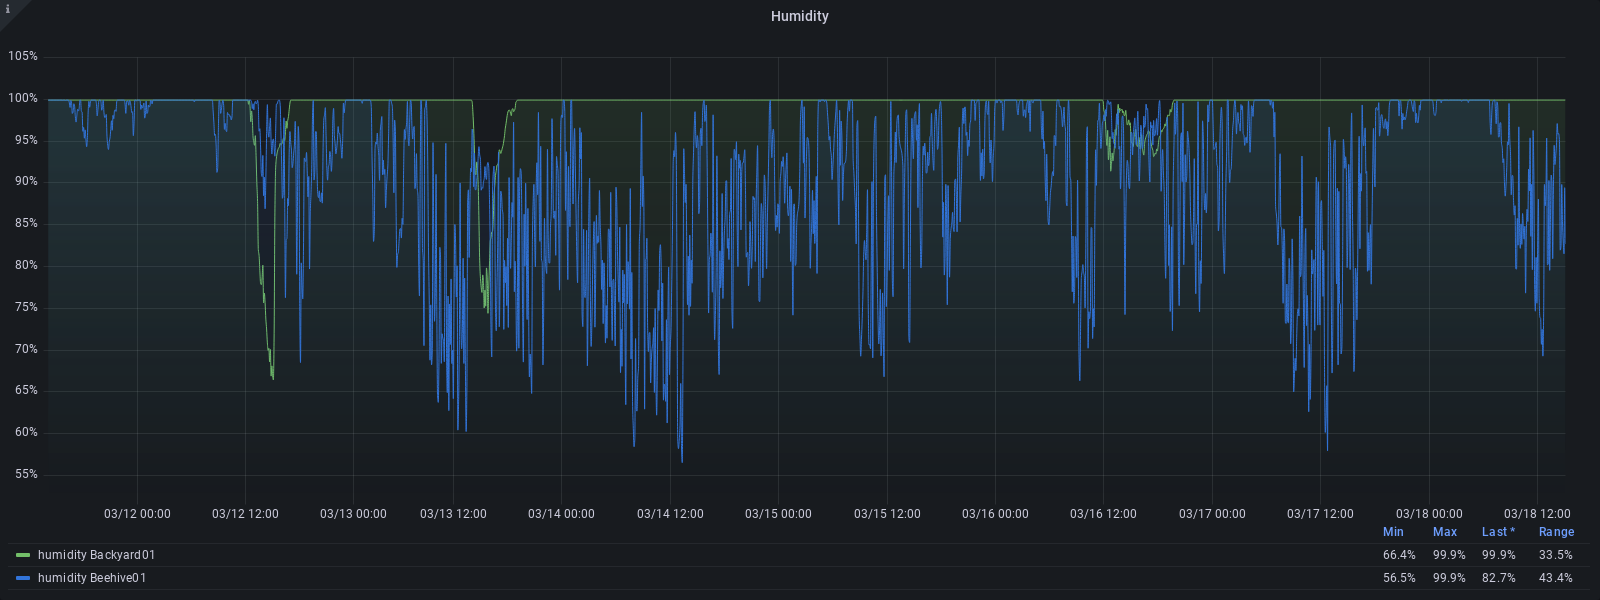 i
Humidity
105%
100%
95%
90%
85%
80%
75%
70%
65%
60%
55%
03/12 00:00 03/12 12:00 03/13 00:00 03/13 12:00 03/14 00:00 03/14 12:00 03/15 00:00 03/15 12:00 03/16 00:00 03/16 12:00 03/17 00:00 03/17 12:00 03/18 00:00 03/18 12:00
Min Max Last * Range
humidity Backyard01 66.4% 99.9% 99.9% 33.5%
humidity Beehive01 56.5% 99.9% 82.7% 43.4%